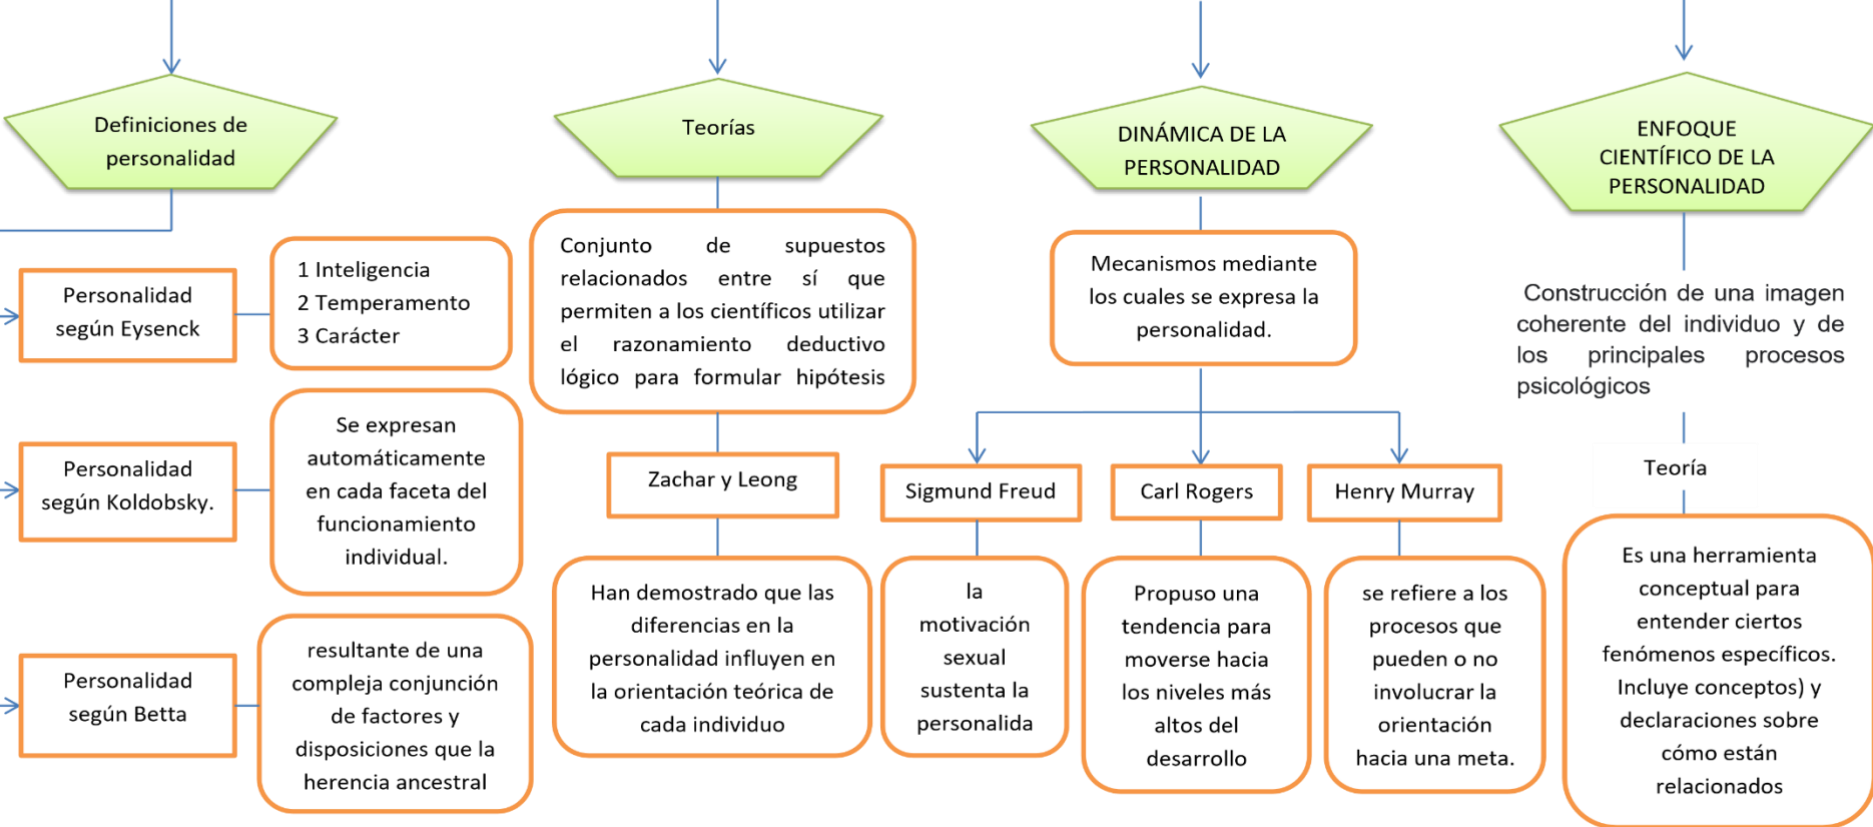 Definiciones de
personalidad
Personalidad
según Eysenck
1 Inteligencia
2 Temperamento
3 Carácter
Personalidad
según Koldobsky.
Se expresan
automáticamente
en cada faceta del
funcionamiento
individual.
Personalidad
según Betta
resultante de una
compleja conjunción
de factores y
disposiciones que la
herencia ancestral
Teorías
Conjunto de supuestos
relacionados entre sí que
permiten a los científicos utilizar
el razonamiento deductivo
lógico para formular hipótesis
Zachar y Leong
Han demostrado que las
diferencias en la
personalidad influyen en
la orientación teórica de
cada individuo
DINÁMICA DE LA
PERSONALIDAD
Mecanismos mediante
los cuales se expresa la
personalidad.
Sigmund Freud
la
motivación
sexual
sustenta la
personalida
Carl Rogers
Propuso una
tendencia para
moverse hacia
los niveles más
altos del
desarrollo
Henry Murray
se refiere a los
procesos que
pueden o no
involucrar la
orientación
hacia una meta.
ENFOQUE
CIENTÍFICO DE LA
PERSONALIDAD
Construcción de una imagen
coherente del individuo y de
los principales procesos
psicológicos
Teoría
Es una herramienta
conceptual para
entender ciertos
fenómenos específicos.
Incluye conceptos) y
declaraciones sobre
cómo están
relacionados